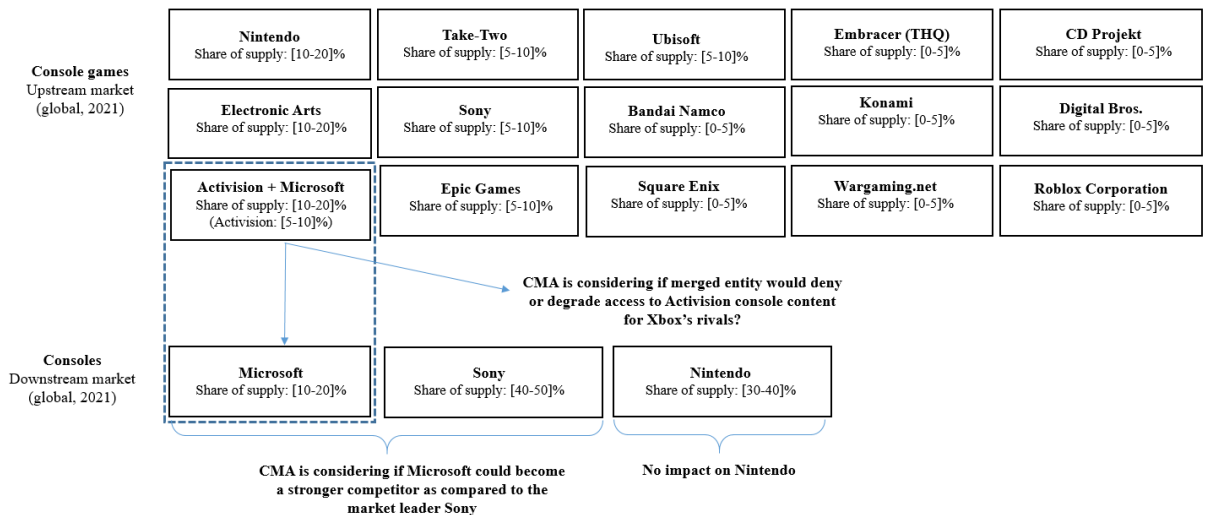 Console games
Upstream market
(global, 2021)
Nintendo
Share of supply: [10-20]%
Take-Two
Share of supply: [5-10]%
Ubisoft
Share of supply: [5-10]%
Embracer (THQ)
Share of supply: [0-5]%
CD Projekt
Share of supply: [0-5]%
Electronic Arts
Share of supply: [10-20]%
Sony
Share of supply: [5-10]%
Bandai Namco
Share of supply: [0-5]%
Konami
Share of supply: [0-5]%
Digital Bros.
Share of supply: [0-5]%
Activision + Microsoft
Share of supply: [10-20]%
(Activision: [5-10]%)
Epic Games
Share of supply: [5-10]%
Square Enix
Share of supply: [0-5]%
Wargaming.net
Share of supply: [0-5]%
Roblox Corporation
Share of supply: [0-5]%
CMA is considering if merged entity would deny
or degrade access to Activision console content
for Xbox's rivals?
Consoles
Downstream market
(global, 2021)
Microsoft
Share of supply: [10-20]%
Sony
Share of supply: [40-50]%
Nintendo
Share of supply: [30-40]%
CMA is considering if Microsoft could become
a stronger competitor as compared to the
market leader Sony
No impact on Nintendo